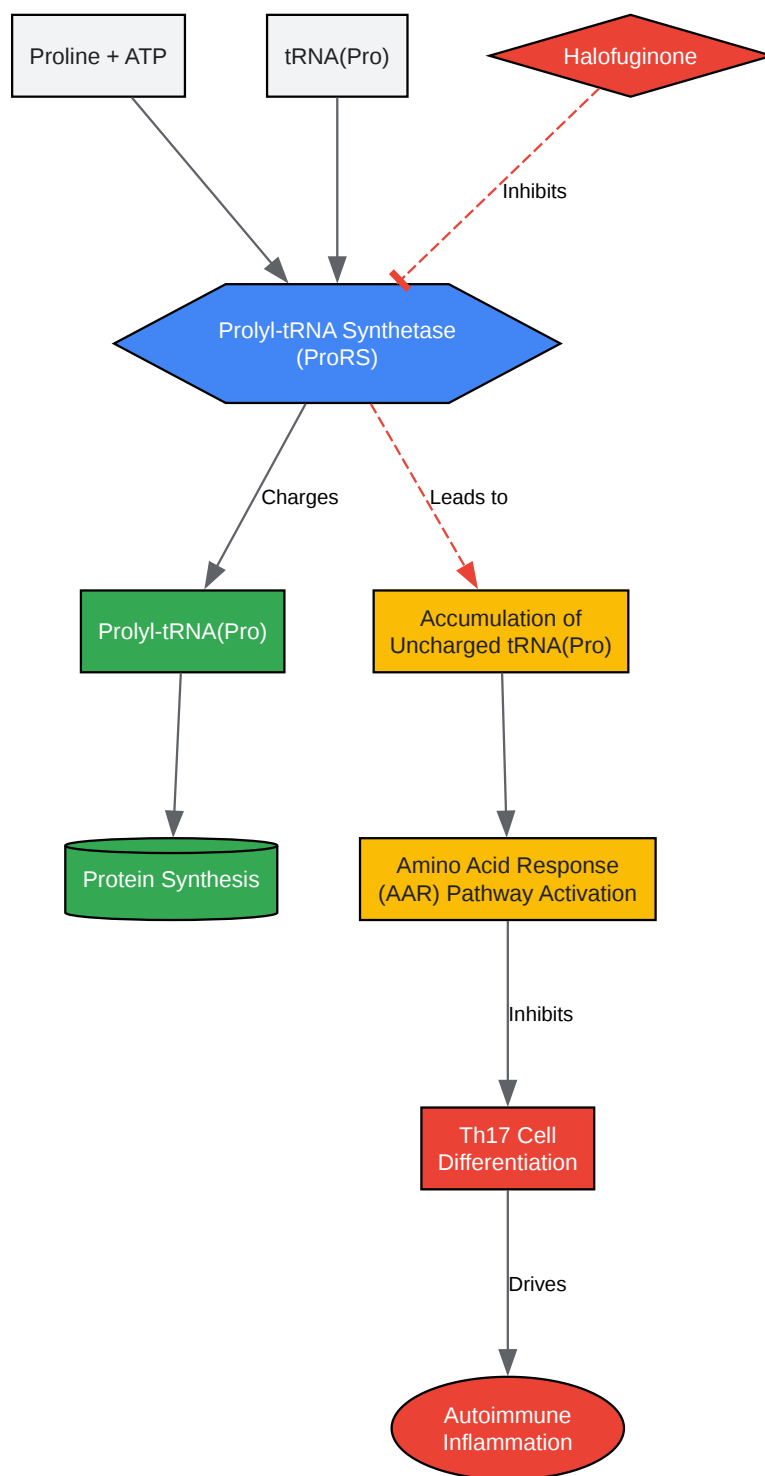 Proline + ATP
tRNA(Pro)
Halofuginone
Inhibits
Prolyl-tRNA Synthetase
(ProRS)
Charges
Leads to
Prolyl-tRNA(Pro)
Accumulation of
Uncharged tRNA(Pro)
Protein Synthesis
Amino Acid Response
(AAR) Pathway Activation
Inhibits
Th17 Cell
Differentiation
Drives
Autoimmune
Inflammation